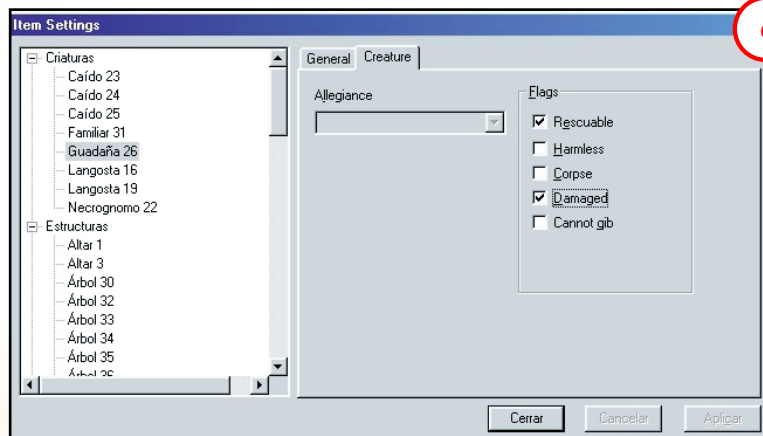 Item Settings
Criaturas
Caído 23
Caído 24
Caído 25
Familiar 31
Guadaña 26
Langosta 16
Langosta 19
Necrognomo 22
Estructuras
Altar 1
Altar 3
Árbol 30
Árbol 32
Árbol 33
Árbol 34
Árbol 35
Árbol 36
General Creature
Allegiance
Flags
Rescuable
Harmless
Corpse
Damaged
Cannot gib
Cerrar Cancelar Aplicar